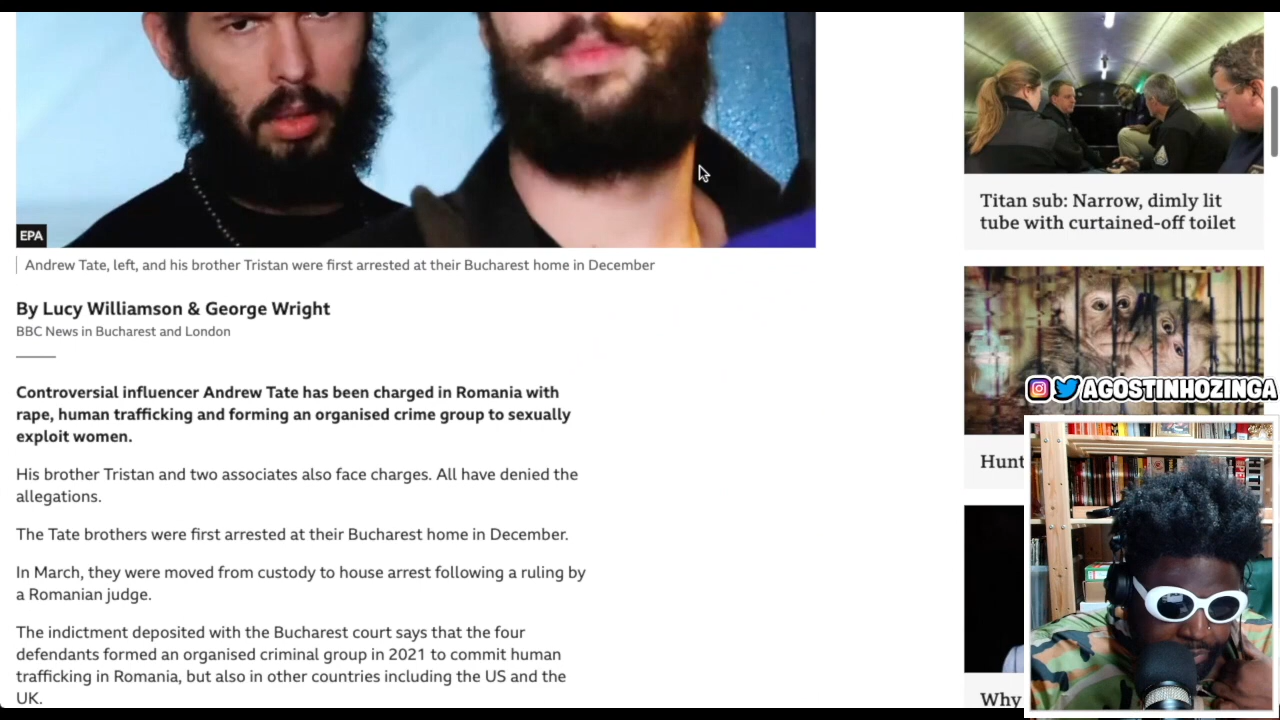 EPA
Andrew Tate, left, and his brother Tristan were first arrested at their Bucharest home in December
By Lucy Williamson & George Wright
BBC News in Bucharest and London
Controversial influencer Andrew Tate has been charged in Romania with
rape, human trafficking and forming an organised crime group to sexually
exploit women.
His brother Tristan and two associates also face charges. All have denied the
allegations.
The Tate brothers were first arrested at their Bucharest home in December.
In March, they were moved from custody to house arrest following a ruling by
a Romanian judge.
The indictment deposited with the Bucharest court says that the four
defendants formed an organised criminal group in 2021 to commit human
trafficking in Romania, but also in other countries including the US and the
UK.
Titan sub: Narrow, dimly lit
tube with curtained-off toilet
AGOSTINHOZINGA
Hunt
Why